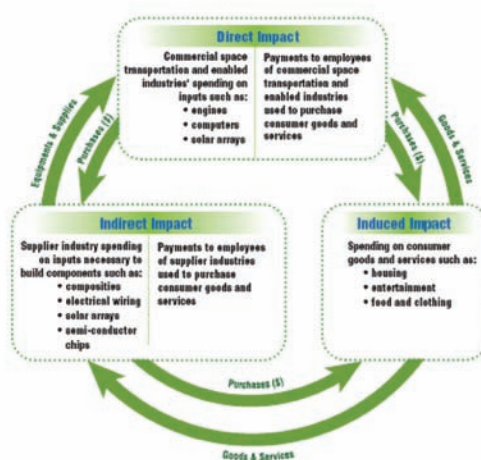 Direct Impact
Commercial space
transportation and enabled
industries' spending on
inputs such as:
• engines
• computers
• solar arrays
Payments to employees
of commercial space
transportation and
enabled industries
used to purchase
consumer goods and
services
Equipments & Supplies
Purchases ($)
Purchases ($)
Goods & Services
Indirect Impact
Supplier industry spending
on inputs necessary to
build components such as:
• composities
• electrical wiring
• solar arrays
• semi-conductor
chips
Payments to employees
of supplier industries
used to purchase
consumer goods and
services
Induced Impact
Spending on consumer
goods and services such as:
• housing
• entertainment
• food and clothing
Purchases ($)
Goods & Services